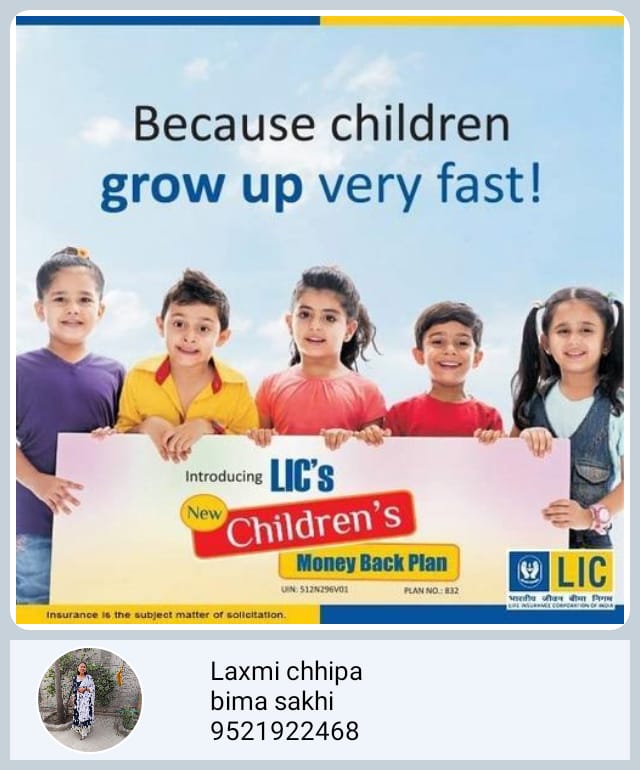 Because children
grow up very fast!
Introducing LIC's
New
Children's
Money Back Plan
UIN: 512N296V01 PLAN NO.: 832
LIC
भारतीय जीवन बीमा निगम
LIFE INSURANCE CORPORATION OF INDIA
Insurance is the subject matter of solicitation.
Laxmi chhipa
bima sakhi
9521922468